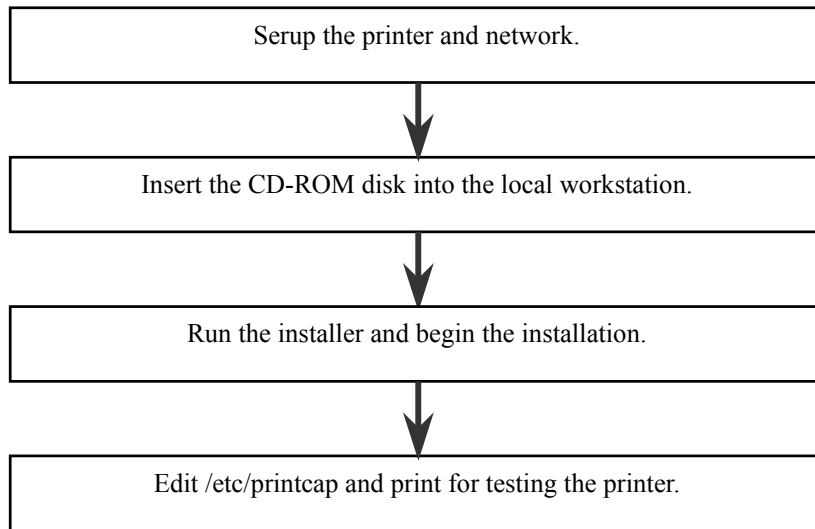 Serup the printer and network.
Insert the CD-ROM disk into the local workstation.
Run the installer and begin the installation.
Edit /etc/printcap and print for testing the printer.